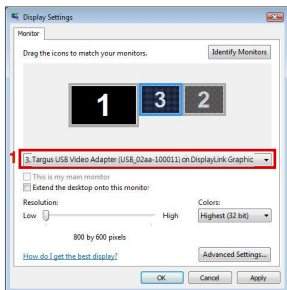 Display Settings
Monitor
Drag the icons to match your monitors.
Identify Monitors
1
3
2
1
3. Targus USB Video Adapter (USB_02aa-100011) on DisplayLink Graphic
This is my main monitor
Extend the desktop onto this monitor
Resolution:
Colors:
Low
High
Highest (32 bit)
800 by 600 pixels
How do I get the best display?
Advanced Settings...
OK
Cancel
Apply